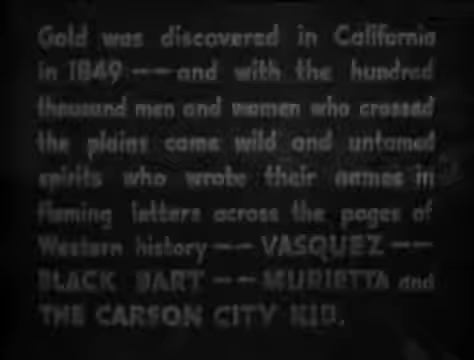 Gold was discovered in California
in 1849 -- and with the hundred
thousand men and women who crossed
the plains came wild and untamed
spirits who wrote their names in
flaming letters across the pages of
Western history -- VASQUEZ --
BLACK BART -- MURIETTA and
THE CARSON CITY KID.